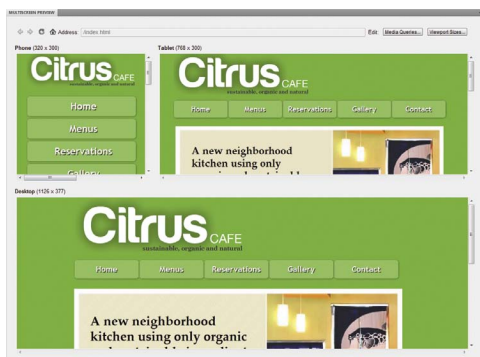 MULTISCREEN PREVIEW
Address: /index.html
Edit: Media Queries... Viewport Sizes...
Phone (320 x 300)
Citrus CAFE
sustainable, organic and natural
Home
Menus
Reservations
Gallery
Tablet (768 x 300)
Citrus CAFE
sustainable, organic and natural
Home Menus Reservations Gallery Contact
A new neighborhood
kitchen using only
Desktop (1126 x 377)
Citrus CAFE
sustainable, organic and natural
Home Menus Reservations Gallery Contact
A new neighborhood
kitchen using only organic